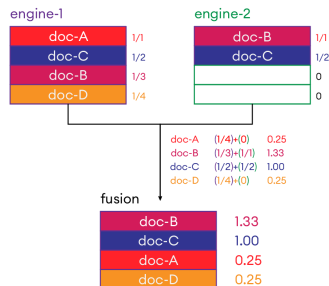 engine-1 engine-2
doc-A 1/1 doc-B 1/1
doc-C 1/2 doc-C 1/2
doc-B 1/3 0
doc-D 1/4 0
doc-A (1/4)+(0) 0.25
doc-B (1/3)+(1/1) 1.33
doc-C (1/2)+(1/2) 1.00
doc-D (1/4)+(0) 0.25
fusion
doc-B 1.33
doc-C 1.00
doc-A 0.25
doc-D 0.25